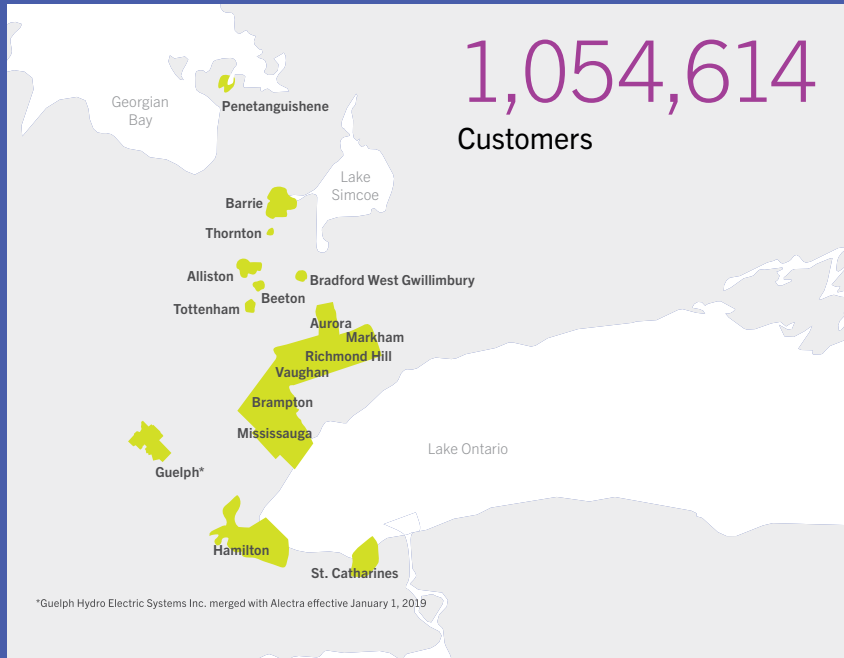 1,054,614
Customers
Georgian
Bay
Penetanguishene
Lake
Simcoe
Barrie
Thornton
Alliston
Bradford West Gwillimbury
Beeton
Tottenham
Aurora
Markham
Richmond Hill
Vaughan
Brampton
Mississauga
Lake Ontario
Guelph*
Hamilton
St. Catharines
*Guelph Hydro Electric Systems Inc. merged with Alectra effective January 1, 2019